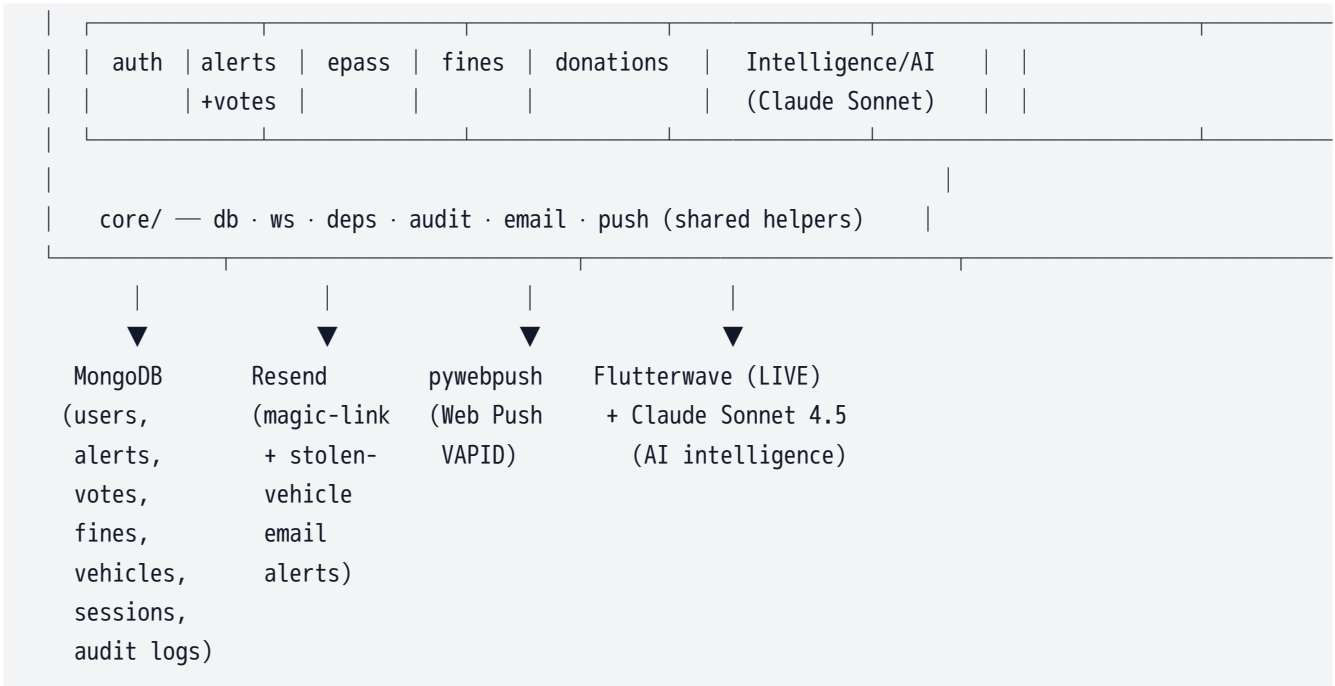 auth alerts epass fines donations Intelligence/AI
+votes (Claude Sonnet)
core/ — db · ws · deps · audit · email · push (shared helpers)
MongoDB Resend pywebpush Flutterwave (LIVE)
(users, (magic-link (Web Push + Claude Sonnet 4.5
alerts, + stolen- VAPID) (AI intelligence)
votes, vehicle
fines, email
vehicles, alerts)
sessions,
audit logs)